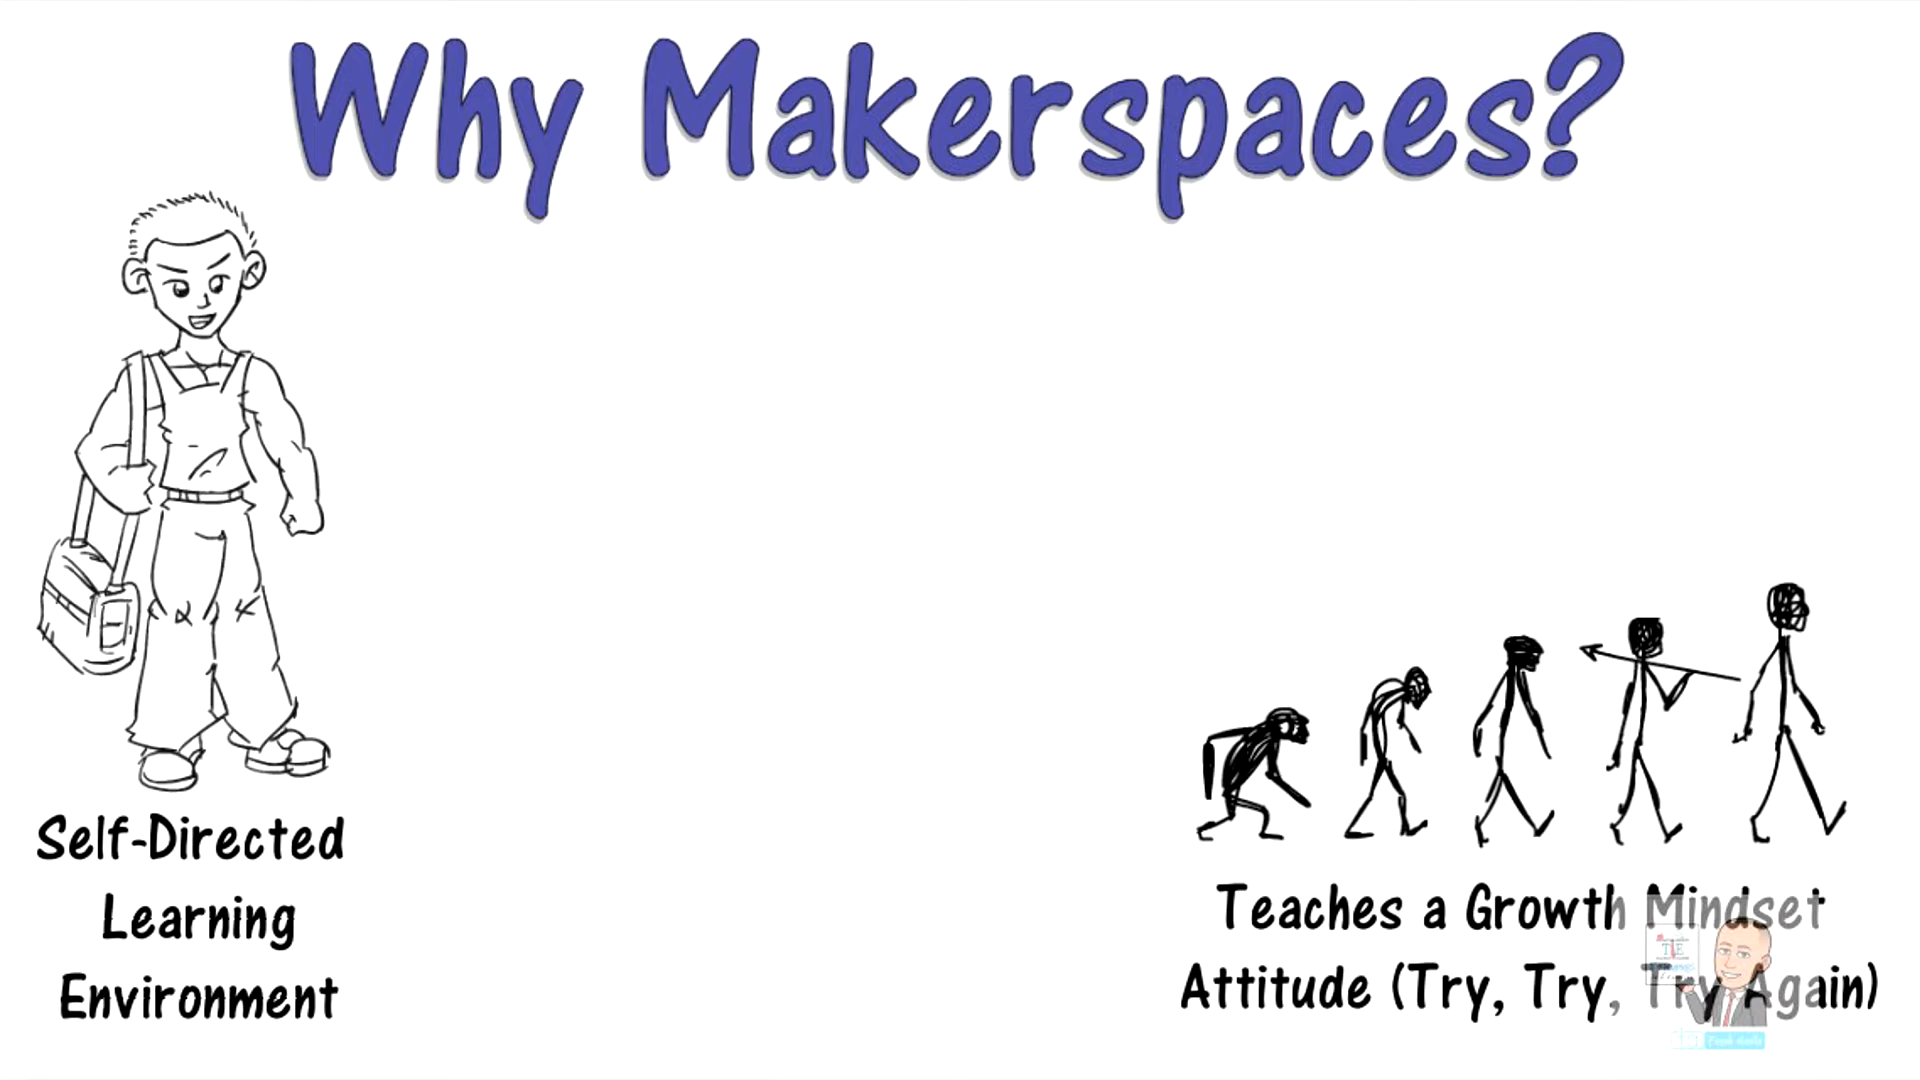 Why Makerspaces?
Self-Directed
Learning
Environment
Teaches a Growth Mindset
Attitude (Try, Try, Try Again)